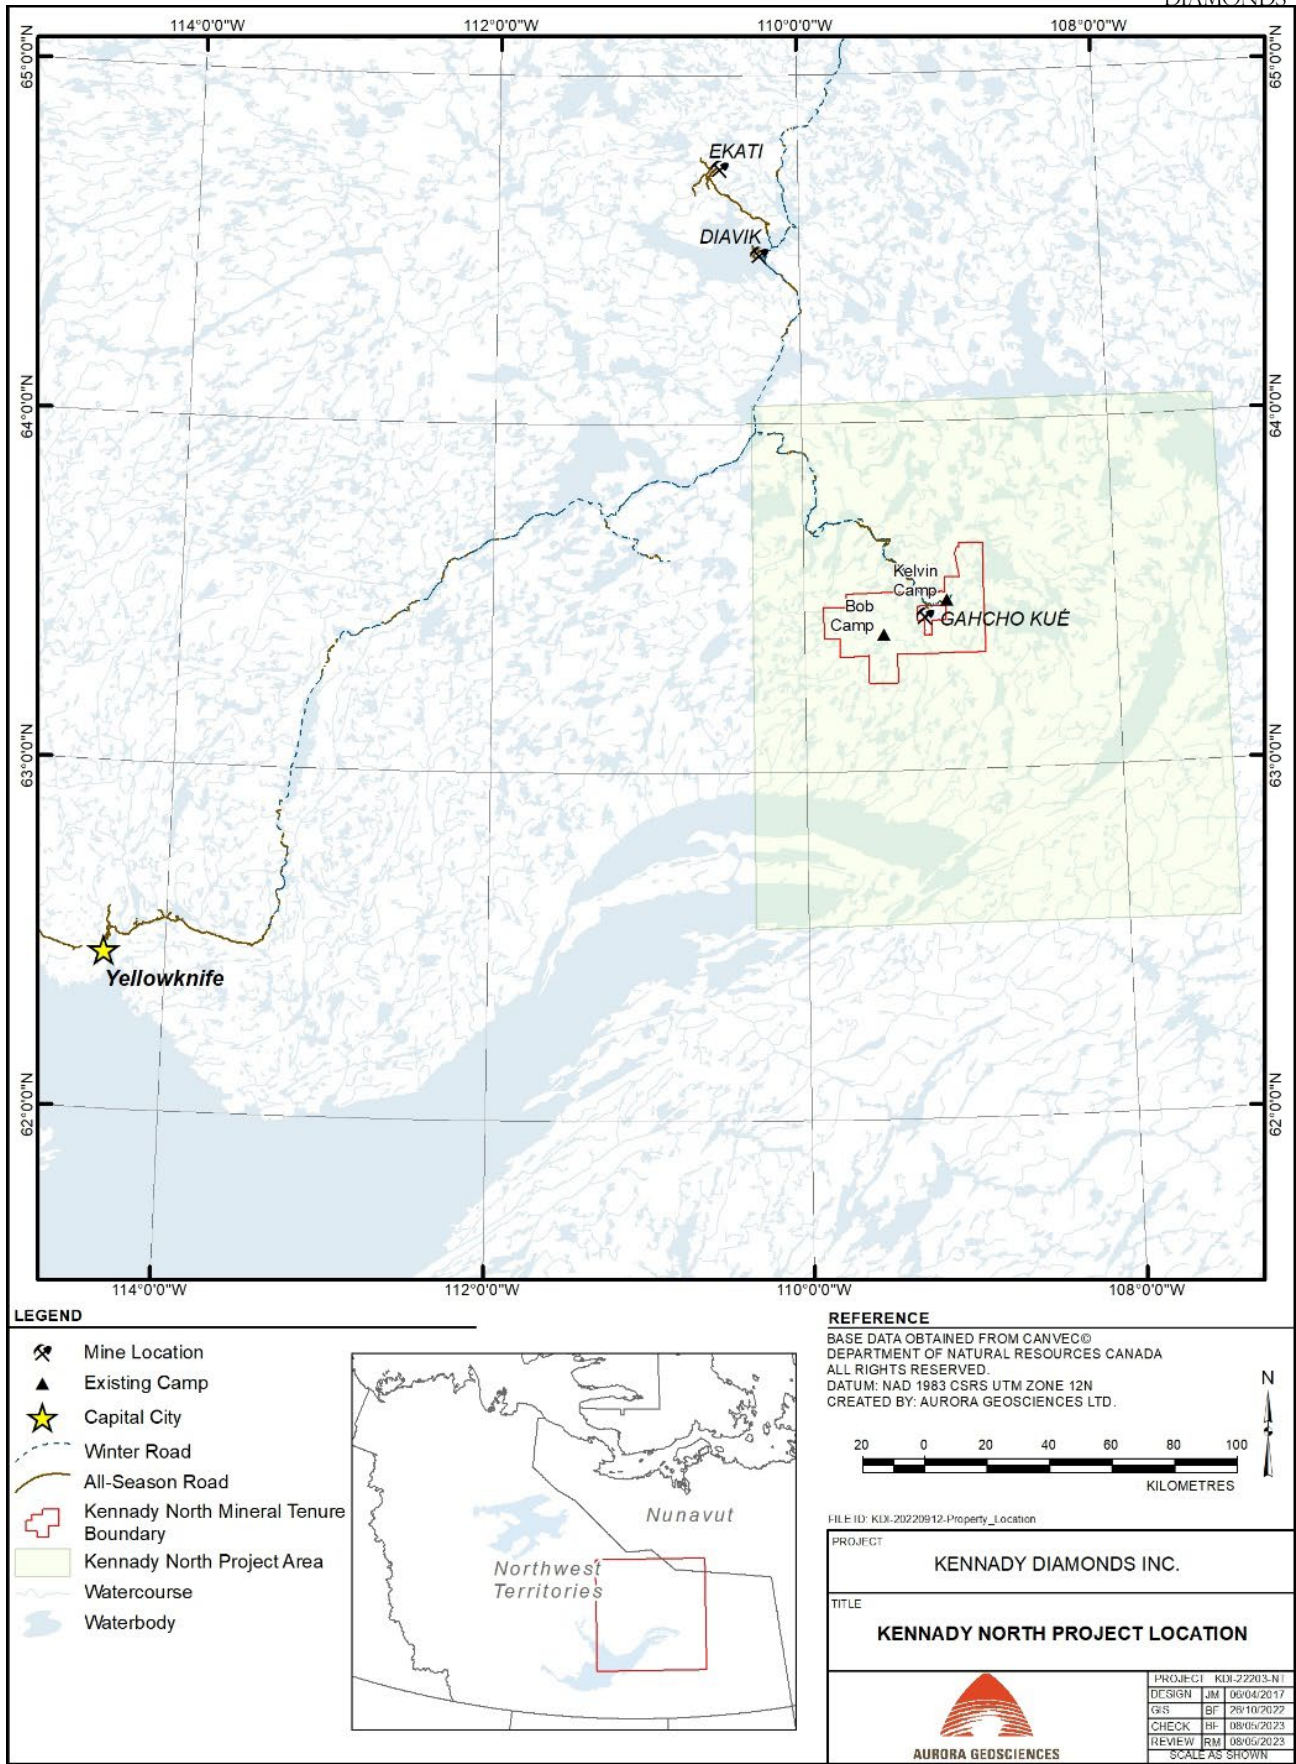 DIAMONDS
114°0'0"W
112°0'0"W
110°0'0"W
108°0'0"W
65°0'0"N
65°0'0"N
EKATI
DIAVIK
64°0'0"N
64°0'0"N
Kelvin
Camp
Bob
Camp
GAHCHO KUÉ
63°0'0"N
63°0'0"N
Yellowknife
62°0'0"N
62°0'0"N
114°0'0"W
112°0'0"W
110°0'0"W
108°0'0"W
LEGEND
Mine Location
Existing Camp
Capital City
Winter Road
All-Season Road
Kennady North Mineral Tenure
Boundary
Kennady North Project Area
Watercourse
Waterbody
Nunavut
Northwest
Territories
REFERENCE
BASE DATA OBTAINED FROM CANVEC©
DEPARTMENT OF NATURAL RESOURCES CANADA
ALL RIGHTS RESERVED.
DATUM: NAD 1983 CSRS UTM ZONE 12N
CREATED BY: AURORA GEOSCIENCES LTD.
N
20 0 20 40 60 80 100
KILOMETRES
FILE ID: KDI-20220912-Property_Location
PROJECT
KENNADY DIAMONDS INC.
TITLE
KENNADY NORTH PROJECT LOCATION
AURORA GEOSCIENCES
PROJECT KDI-22203-NT
DESIGN JM 06/04/2017
GIS BF 26/10/2022
CHECK BF 08/05/2023
REVIEW RM 08/05/2023
SCALE AS SHOWN